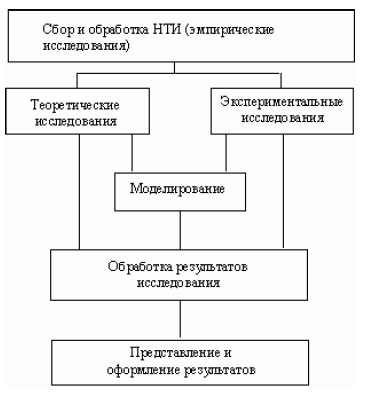 Сбор и обработка НТИ (эмпирические
исследования)
Теоретические
исследования
Экспериментальные
исследования
Моделирование
Обработка результатов
исследования
Представление и
оформление результатов